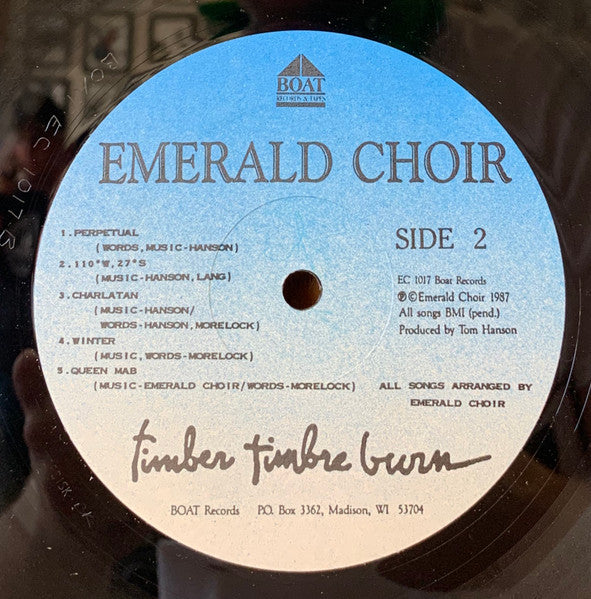 BOAT
RECORDS & TAPES
EMERALD CHOIR
SIDE 2
1. PERPETUAL
(WORDS, MUSIC-HANSON)
2. 110°W, 27°S
(MUSIC-HANSON, LANG)
3. CHARLATAN
(MUSIC-HANSON/
WORDS-HANSON, MORELOCK)
4. WINTER
(MUSIC, WORDS-MORELOCK)
5. QUEEN MAB
(MUSIC-EMERALD CHOIR/WORDS-MORELOCK)
EC 1017 Boat Records
℗©Emerald Choir 1987
All songs BMI (pend.)
Produced by Tom Hanson
ALL SONGS ARRANGED BY
EMERALD CHOIR
timber timbre burn
BOAT Records P.O. Box 3362, Madison, WI 53704
EC 1017B